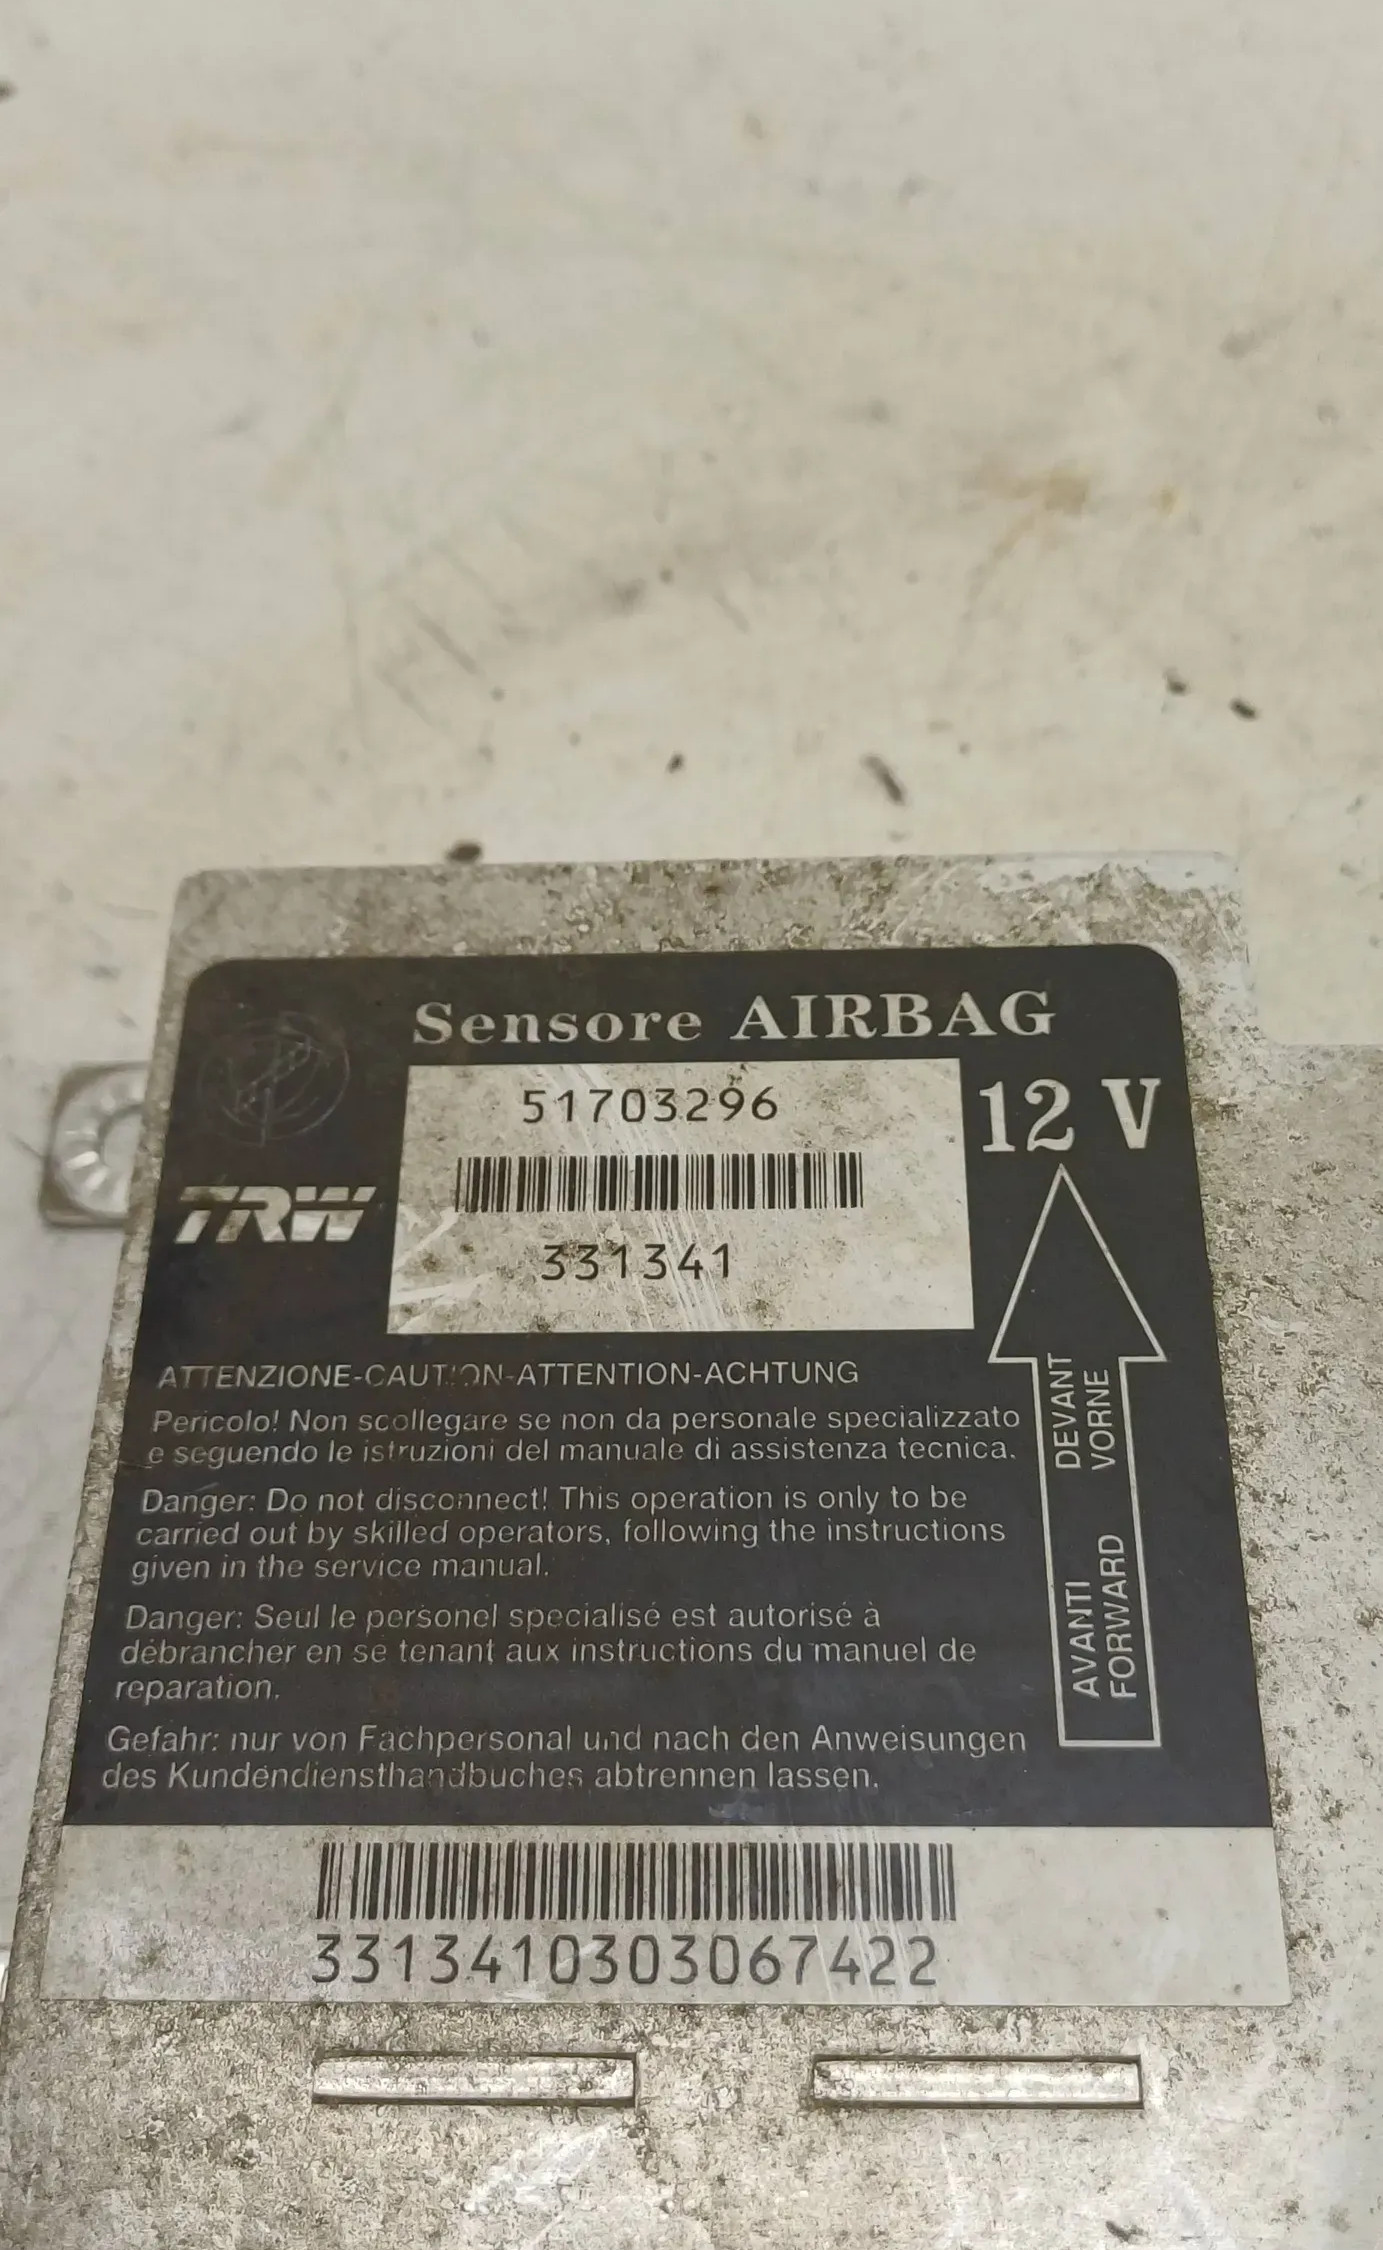 Sensore AIRBAG
51703296
12 V
TRW
331341
ATTENZIONE-CAUTION-ATTENTION-ACHTUNG
Pericolo! Non scollegare se non da personale specializzato
e seguendo le istruzioni del manuale di assistenza tecnica.
Danger: Do not disconnect! This operation is only to be
carried out by skilled operators, following the instructions
given in the service manual.
Danger: Seul le personel specialisé est autorisé à
débrancher en se tenant aux instructions du manuel de
reparation.
Gefahr: nur von Fachpersonal und nach den Anweisungen
des Kundendiensthandbuches abtrennen lassen.
DEVANT
VORNE
AVANTI
FORWARD
3313410303067422